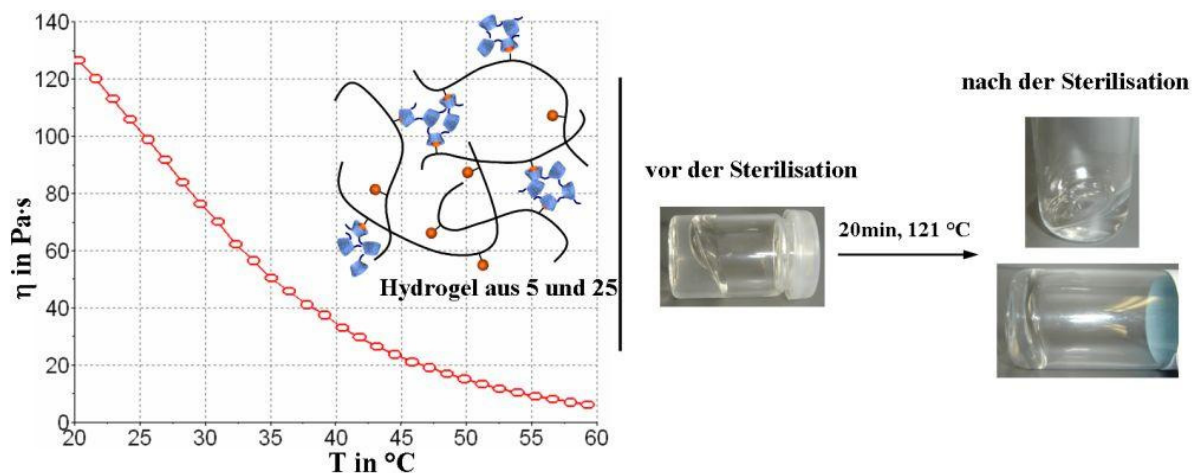 140
120
100
80
60
40
20
0
η in Pa·s
20 25 30 35 40 45 50 55 60
T in °C
Hydrogel aus 5 und 25
vor der Sterilisation
20min, 121 °C
nach der Sterilisation